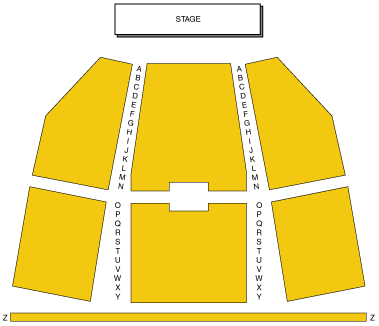 STAGE
A A
B B
C C
D D
E E
F F
G G
H H
I I
J J
K K
L L
M M
N N
O O
P P
Q Q
R R
S S
T T
U U
V V
W W
X X
Y Y
Z Z